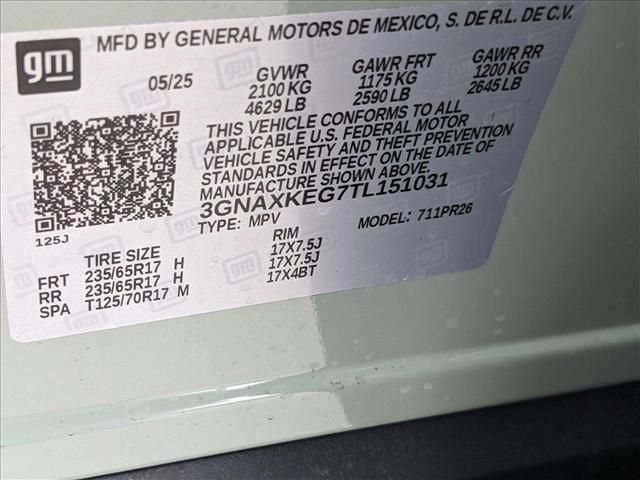 gm
MFD BY GENERAL MOTORS DE MEXICO, S. DE R.L. DE C.V.
05/25 GVWR GAWR FRT GAWR RR
2100 KG 1175 KG 1200 KG
4629 LB 2590 LB 2645 LB
THIS VEHICLE CONFORMS TO ALL
APPLICABLE U.S. FEDERAL MOTOR
VEHICLE SAFETY AND THEFT PREVENTION
STANDARDS IN EFFECT ON THE DATE OF
MANUFACTURE SHOWN ABOVE.
3GNAXKEG7TL151031
TYPE: MPV MODEL: 711PR26
125J
TIRE SIZE RIM
FRT 235/65R17 H 17X7.5J
RR 235/65R17 H 17X7.5J
SPA T125/70R17 M 17X4BT